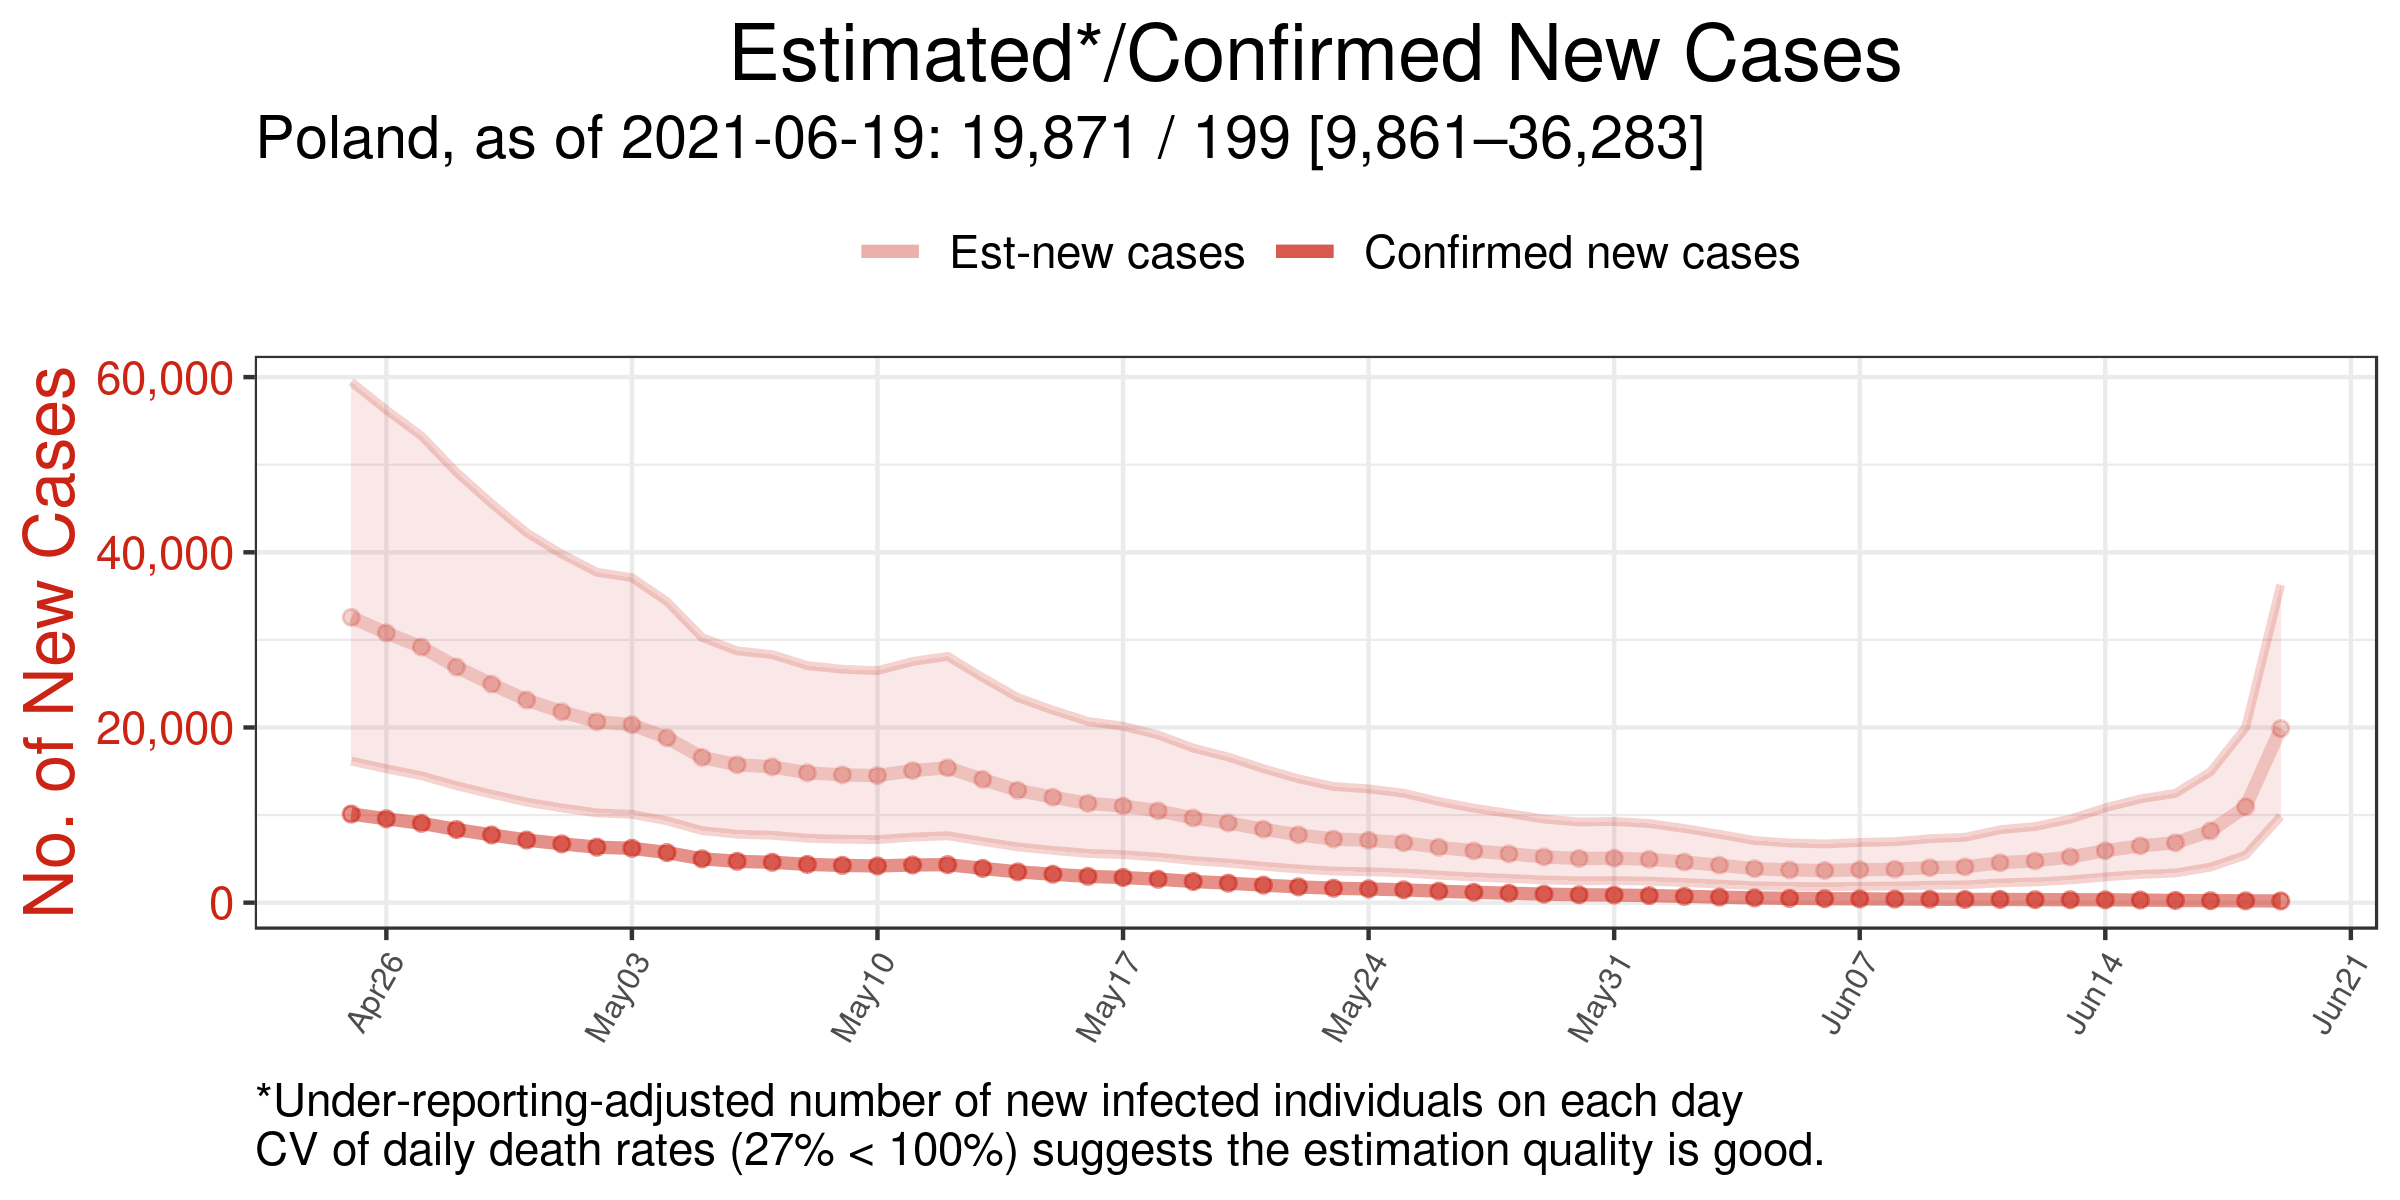 Estimated*/Confirmed New Cases
Poland, as of 2021-06-19: 19,871 / 199 [9,861–36,283]
Est-new cases Confirmed new cases
No. of New Cases
60,000
40,000
20,000
0
Apr26 May03 May10 May17 May24 May31 Jun07 Jun14 Jun21
*Under-reporting-adjusted number of new infected individuals on each day
CV of daily death rates (27% < 100%) suggests the estimation quality is good.